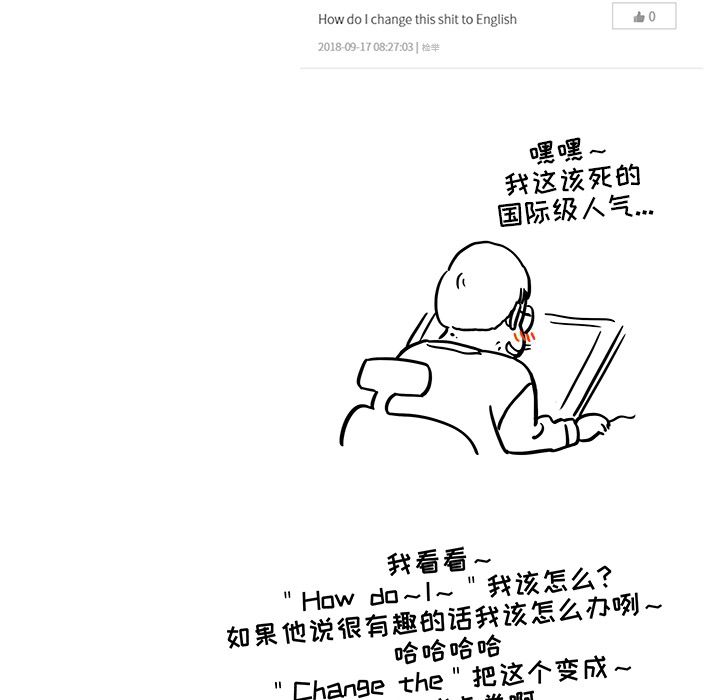 How do I change this shit to English
0
2018-09-17 08:27:03 | 检举
嘿嘿~
我这该死的
国际级人气...
我看看~
"How do~I~" 我该怎么?
如果他说很有趣的话我该怎么办咧~
哈哈哈哈
"Change the" 把这个变成~